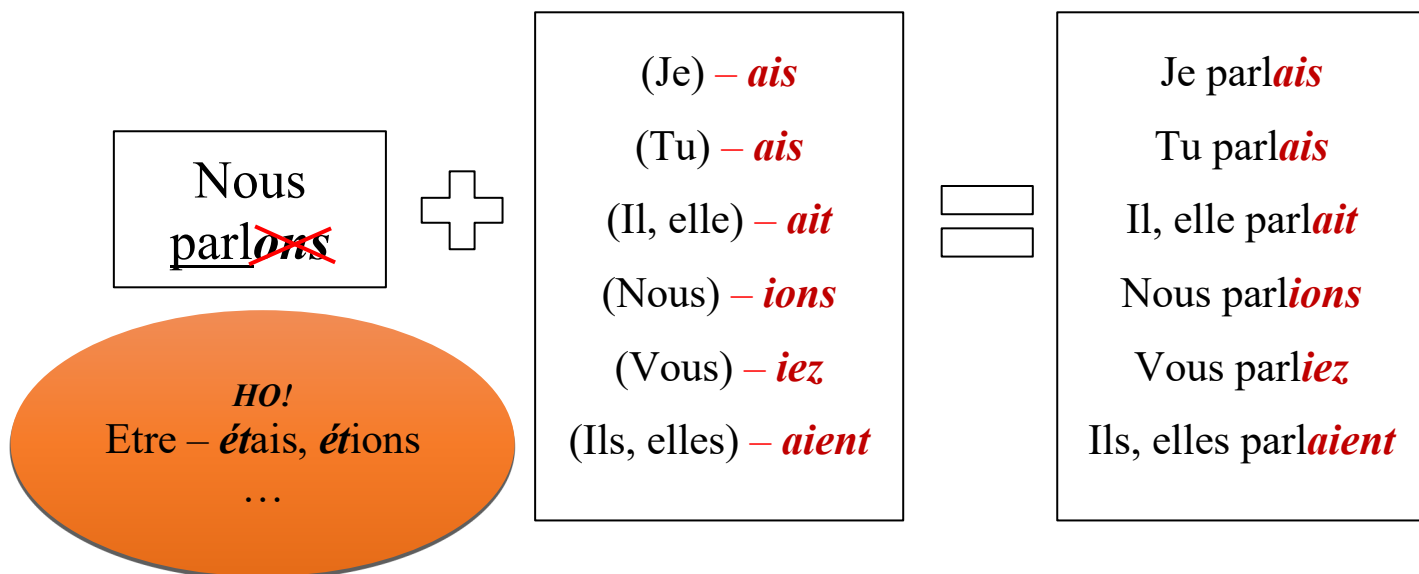 Nous
parlons
HO!
Etre – étais, étions
…
(Je) – ais
(Tu) – ais
(Il, elle) – ait
(Nous) – ions
(Vous) – iez
(Ils, elles) – aient
Je parlais
Tu parlais
Il, elle parlait
Nous parlions
Vous parliez
Ils, elles parlaient